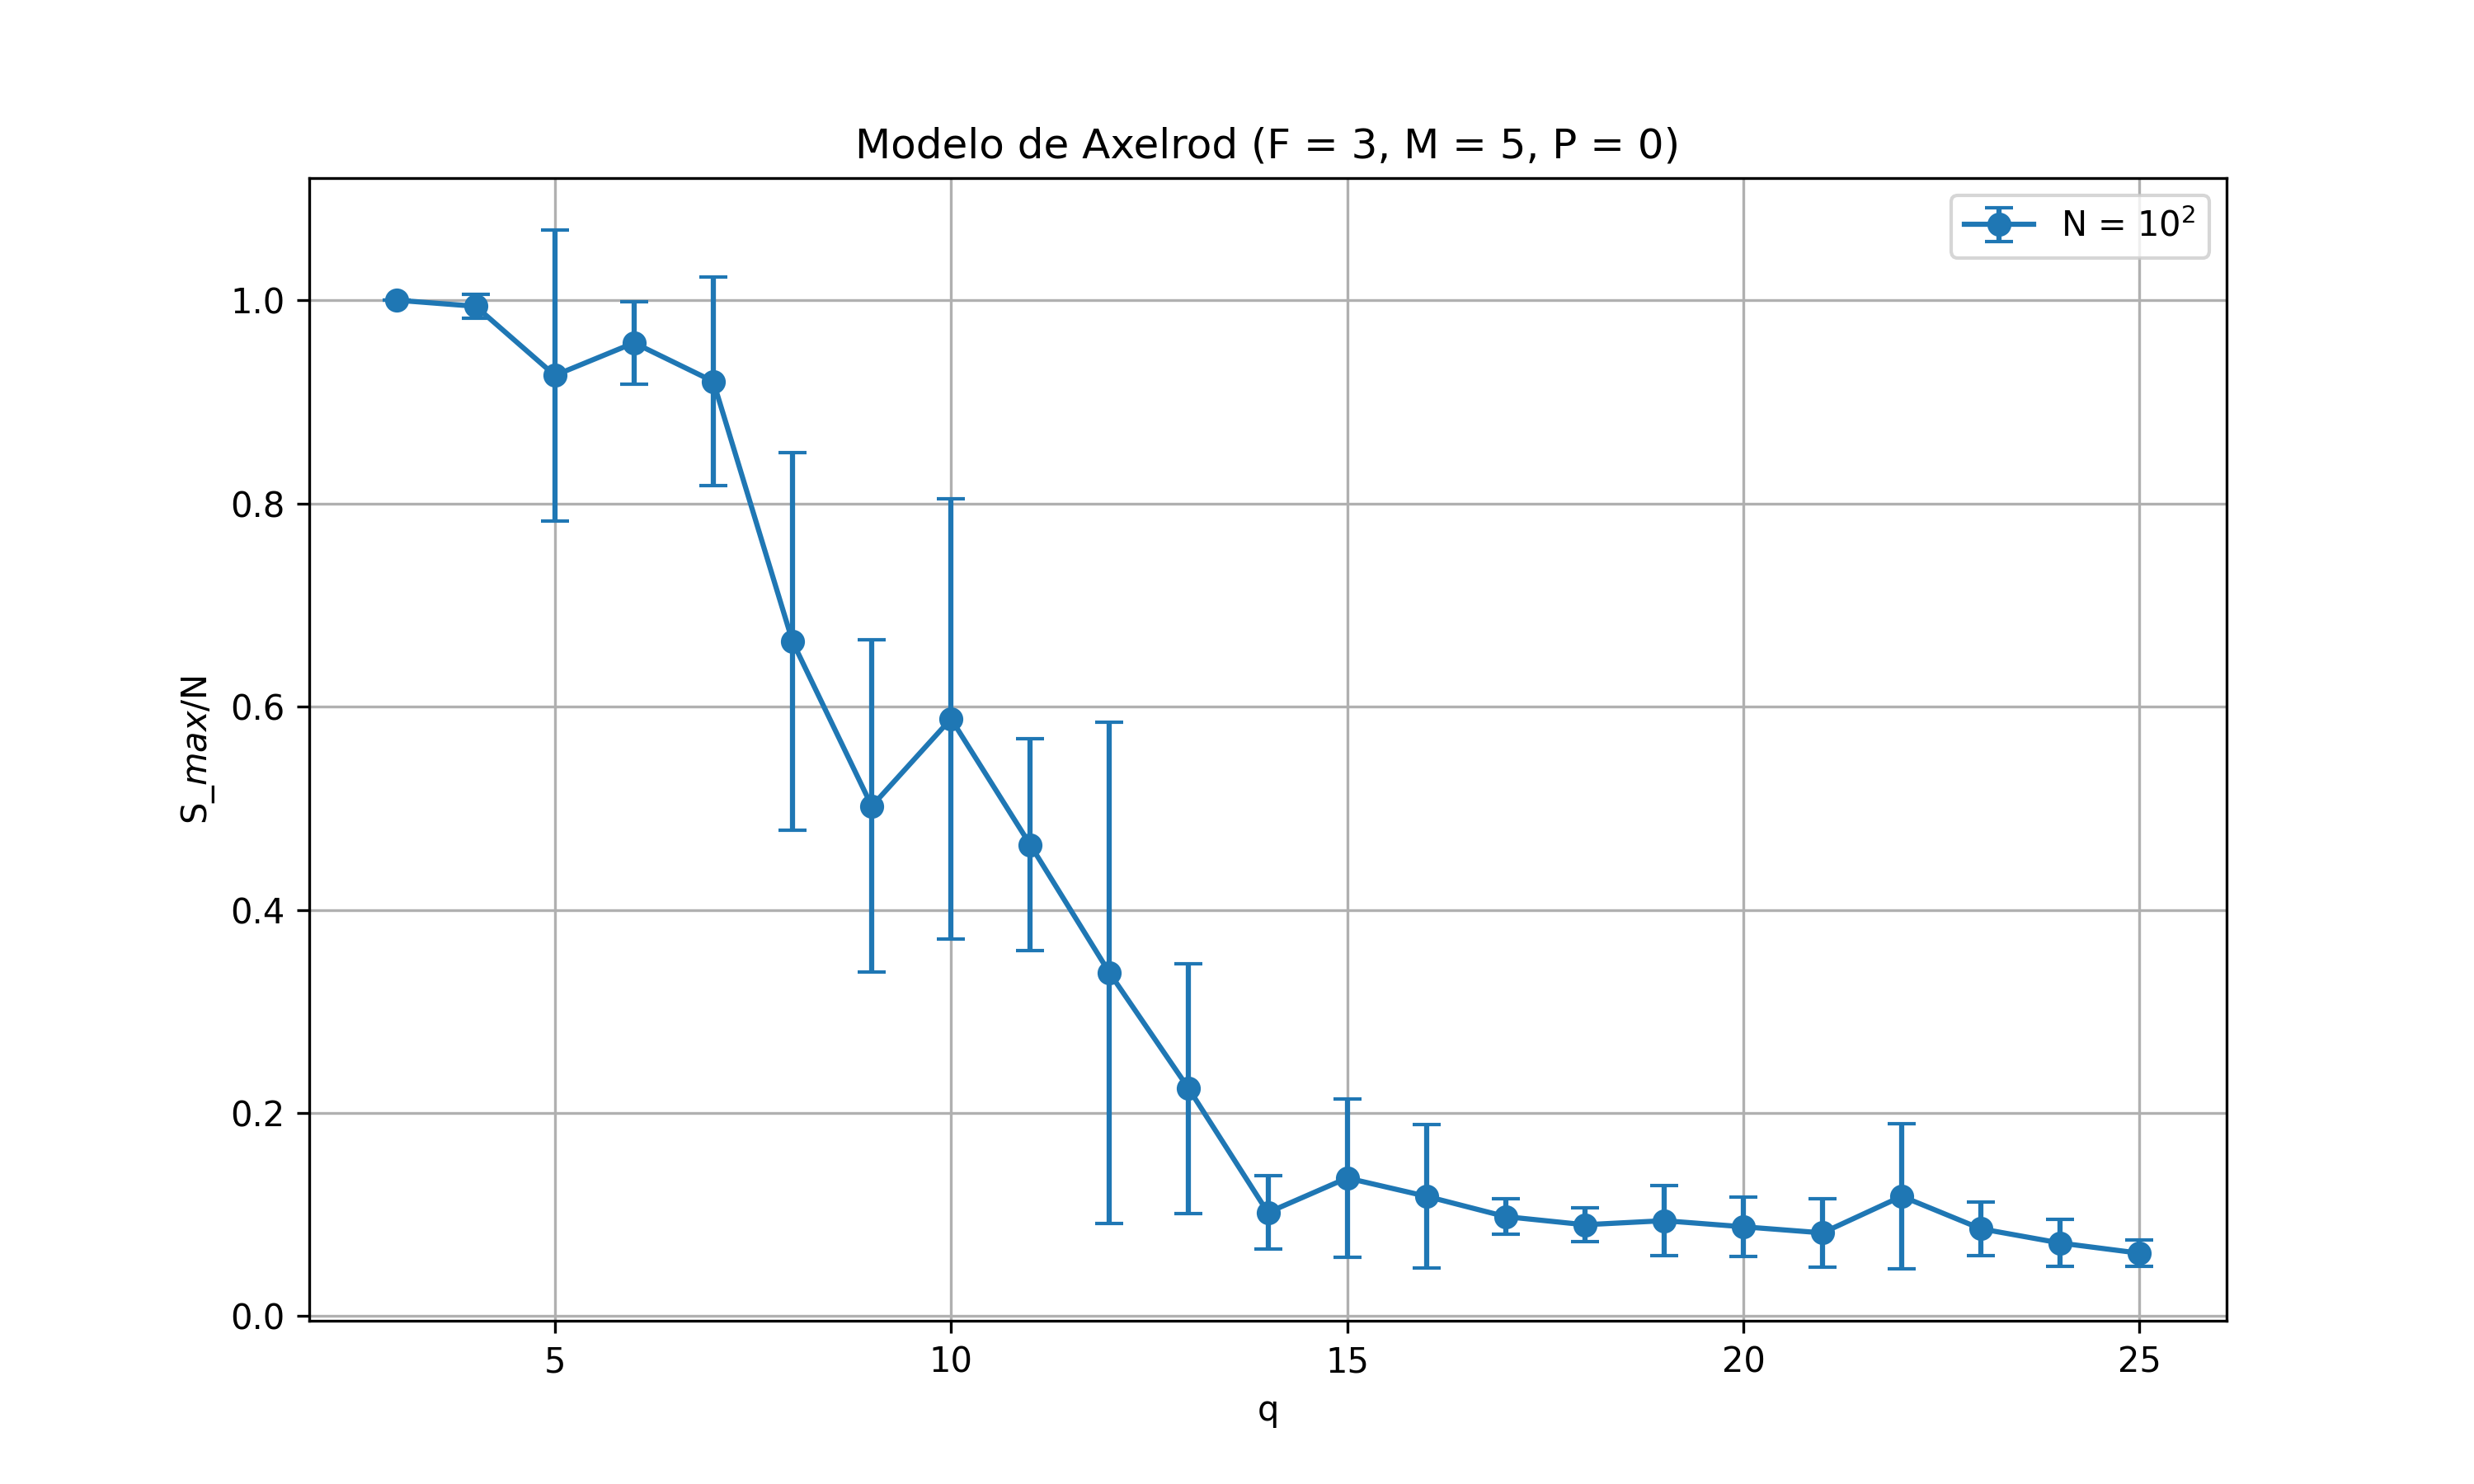 Modelo de Axelrod (F = 3, M = 5, P = 0)
N = 10²
S_max/N
1.0
0.8
0.6
0.4
0.2
0.0
5 10 15 20 25
q